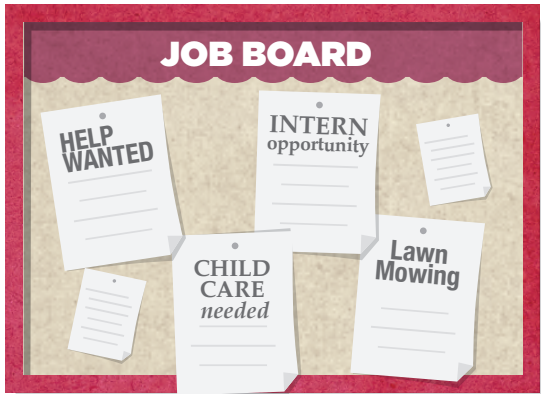 JOB BOARD
HELP
WANTED
INTERN
opportunity
CHILD
CARE
needed
Lawn
Mowing